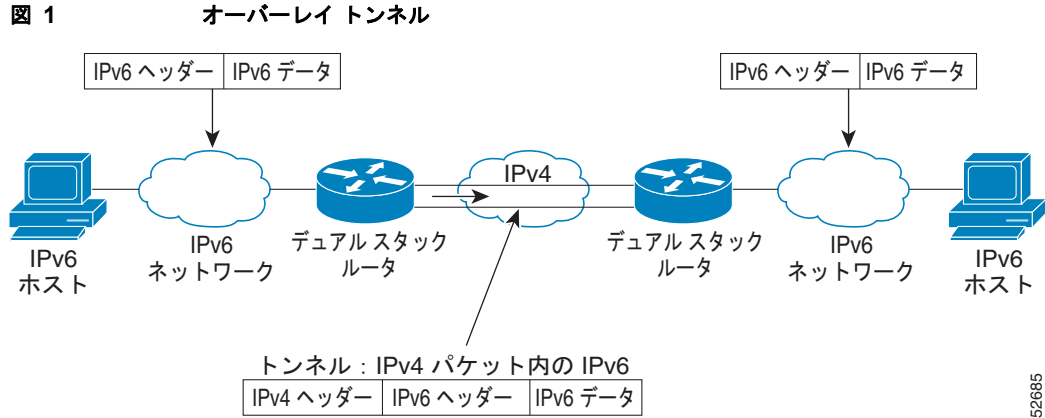 図 1 オーバーレイ トンネル
IPv6 ヘッダー IPv6 データ
IPv6 ヘッダー IPv6 データ
IPv4
IPv6
ホスト
IPv6
ネットワーク
デュアル スタック
ルータ
デュアル スタック
ルータ
IPv6
ネットワーク
IPv6
ホスト
トンネル：IPv4 パケット内の IPv6
IPv4 ヘッダー IPv6 ヘッダー IPv6 データ
52685